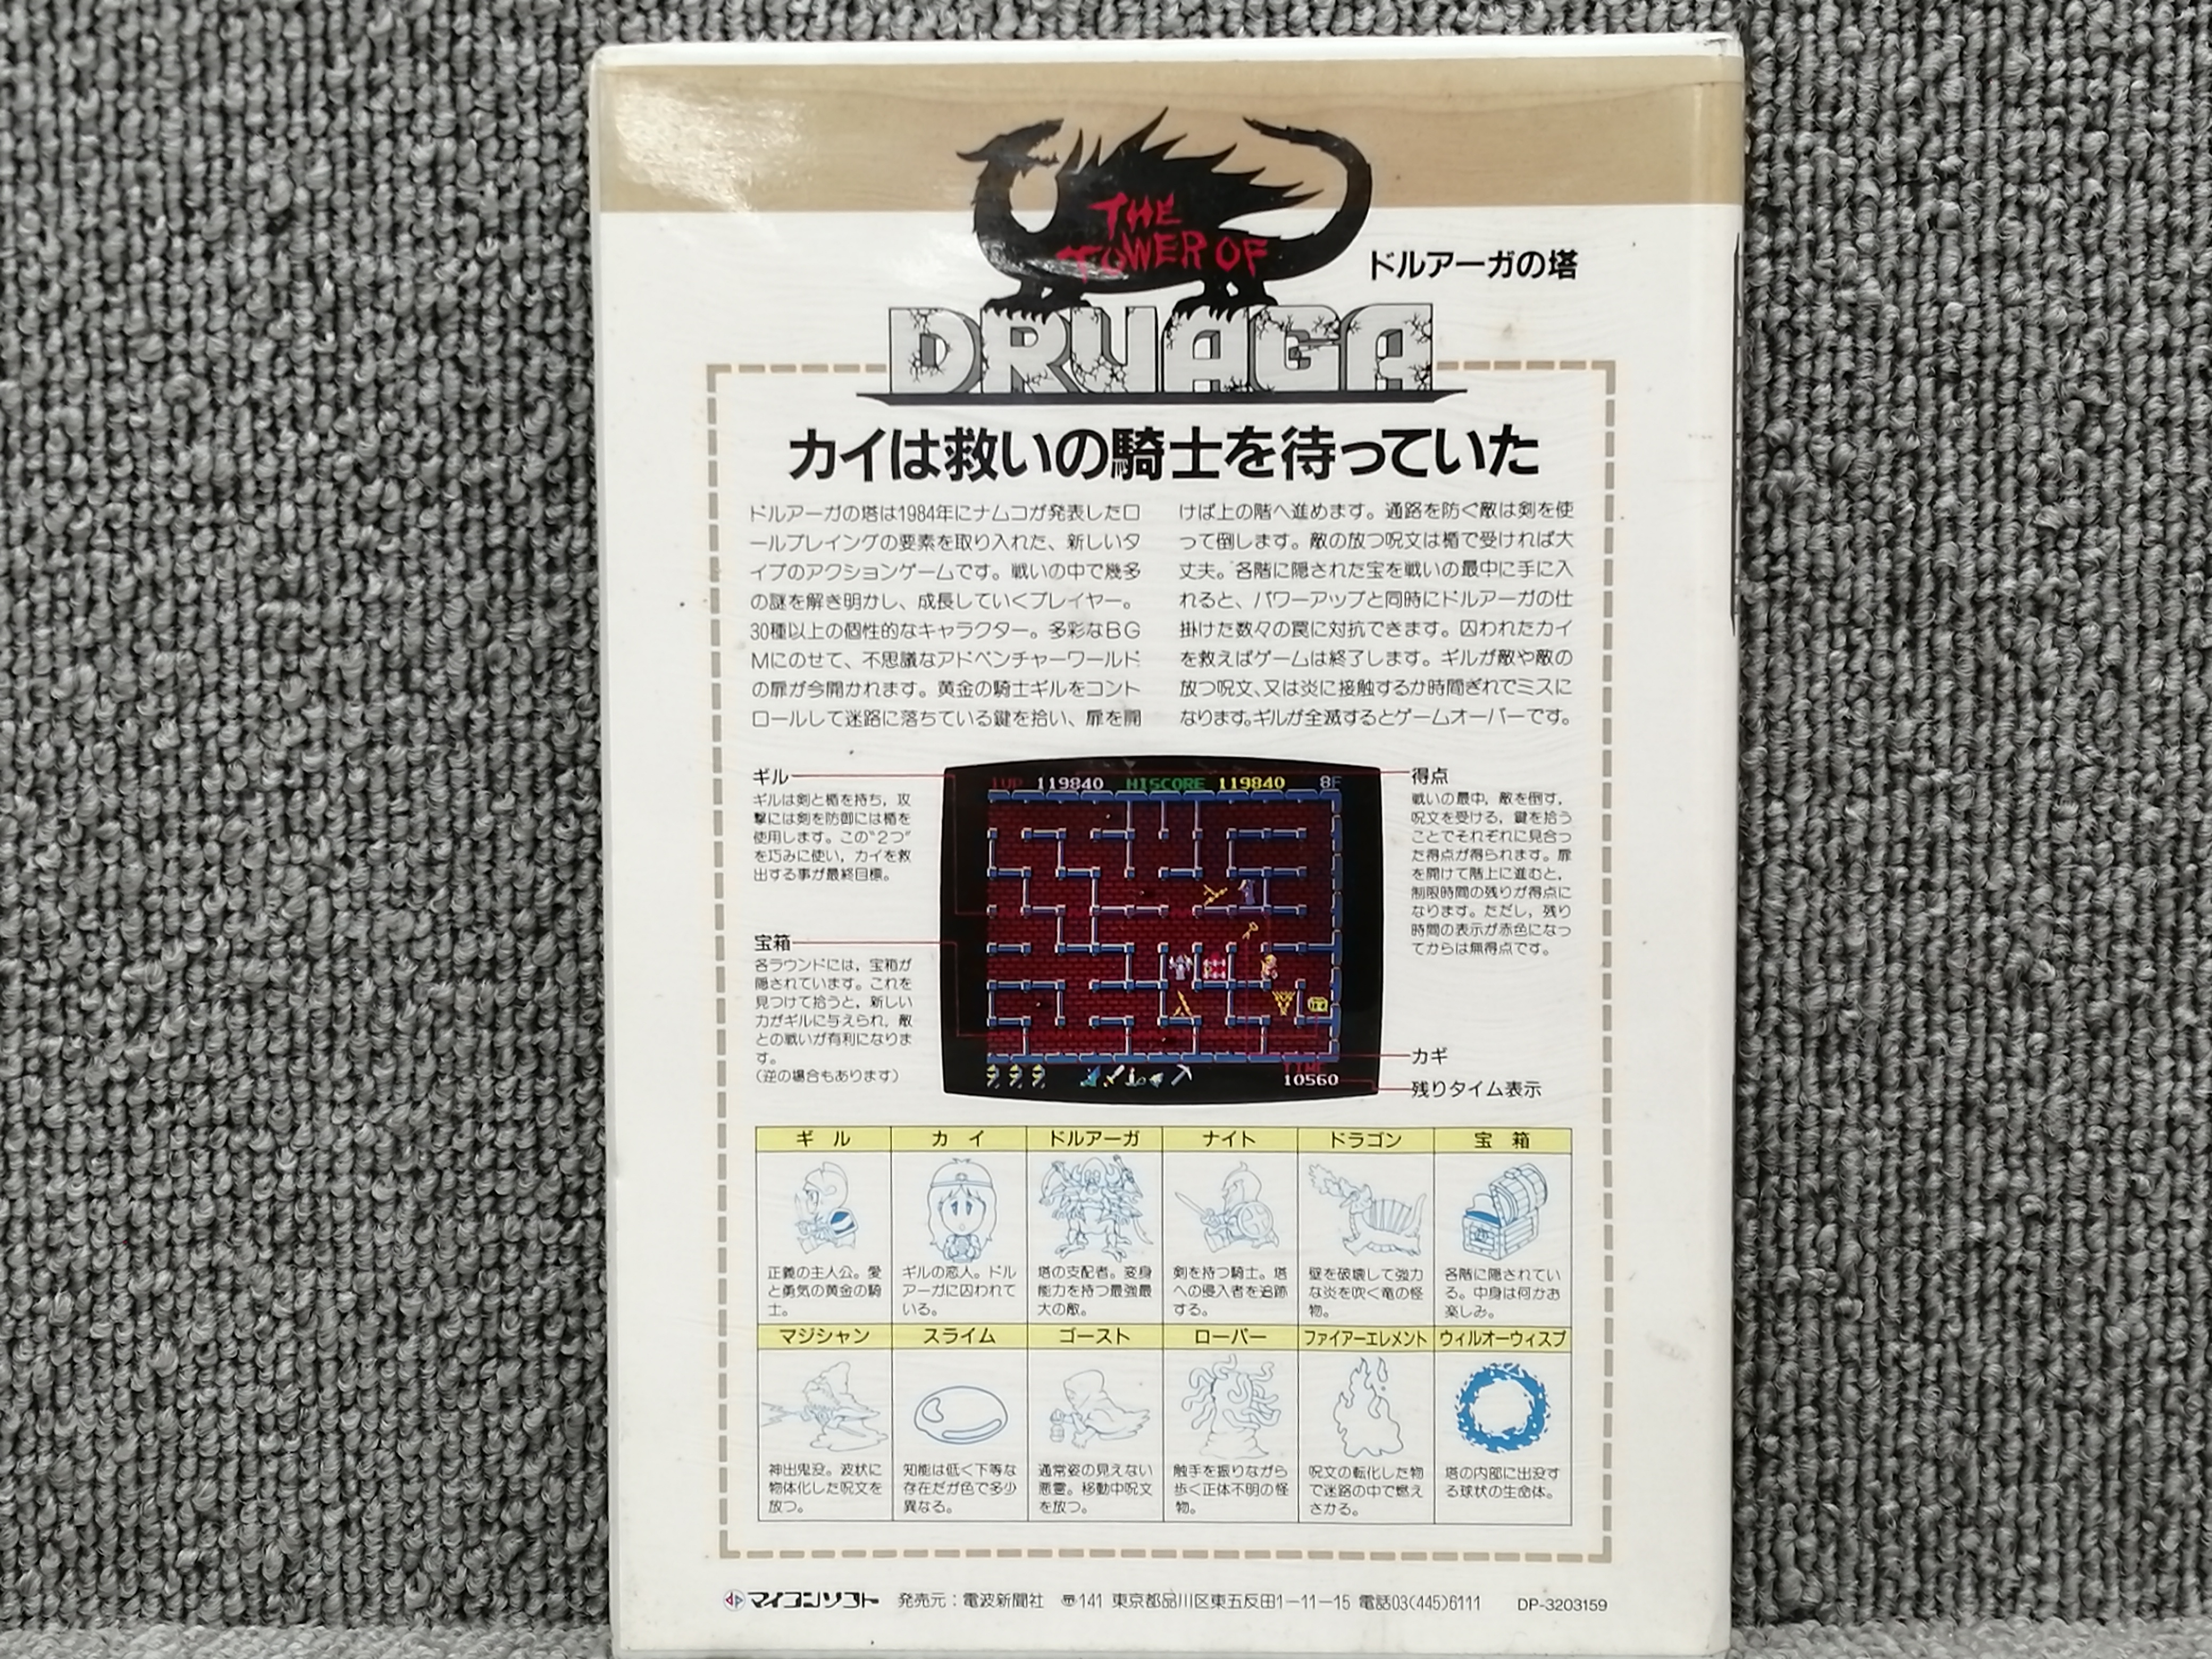 THE
TOWER OF
ドルアーガの塔
DRUAGA
カイは救いの騎士を待っていた
ドルアーガの塔は1984年にナムコが発表したロ
ールプレイングの要素を取り入れた、新しいタ
イプのアクションゲームです。戦いの中で幾多
の謎を解き明かし、成長していくプレイヤー。
30種以上の個性的なキャラクター。多彩なBG
Mにのせて、不思議なアドベンチャーワールド
の扉が今開かれます。黄金の騎士ギルをコント
ロールして迷路に落ちている鍵を拾い、扉を開
けば上の階へ進めます。通路を防ぐ敵は剣を使
って倒します。敵の放つ呪文は楯で受ければ大
丈夫。各階に隠された宝を戦いの最中に手に入
れると、パワーアップと同時にドルアーガの仕
掛けた数々の罠に対抗できます。囚われたカイ
を救えばゲームは終了します。ギルが敵や敵の
放つ呪文、又は炎に接触するか時間ぎれでミスに
なります。ギルが全滅するとゲームオーバーです。
ギル
ギルは剣と楯を持ち，攻
撃には剣を防御には楯を
使用します。この“2つ”
を巧みに使い，カイを救
出する事が最終目標。
宝箱
各ラウンドには，宝箱が
隠されています。これを
見つけて拾うと，新しい
力がギルに与えられ，敵
との戦いが有利になりま
す。
（逆の場合もあります）
1UP 119840 HISCORE 119840 8F
TIME
10560
得点
戦いの最中，敵を倒す，
呪文を受ける，鍵を拾う
ことでそれぞれに見合っ
た得点が得られます。扉
を開けて階上に進むと，
制限時間の残りが得点に
なります。ただし，残り
時間の表示が赤色になっ
てからは無得点です。
カギ
残りタイム表示
ギル カイ ドルアーガ ナイト ドラゴン 宝箱
正義の主人公。愛
と勇気の黄金の騎
士。
ギルの恋人。ドル
アーガに囚われて
いる。
塔の支配者。変身
能力を持つ最強最
大の敵。
剣を持つ騎士。塔
への侵入者を追跡
する。
壁を破壊して強力
な炎を吹く竜の怪
物。
各階に隠されてい
る。中身は何かお
楽しみ。
マジシャン スライム ゴースト ローパー ファイアーエレメント ウィルオーウィスプ
神出鬼没。波状に
物体化した呪文を
放つ。
知能は低く下等な
存在だが色で多少
異なる。
通常姿の見えない
悪霊。移動中呪文
を放つ。
触手を振りながら
歩く正体不明の怪
物。
呪文の転化した物
で迷路の中で燃え
さかる。
塔の内部に出没す
る球状の生命体。
マイコンソフト 発売元：電波新聞社 〒141 東京都品川区東五反田1−11−15 電話03(445)6111 DP-3203159